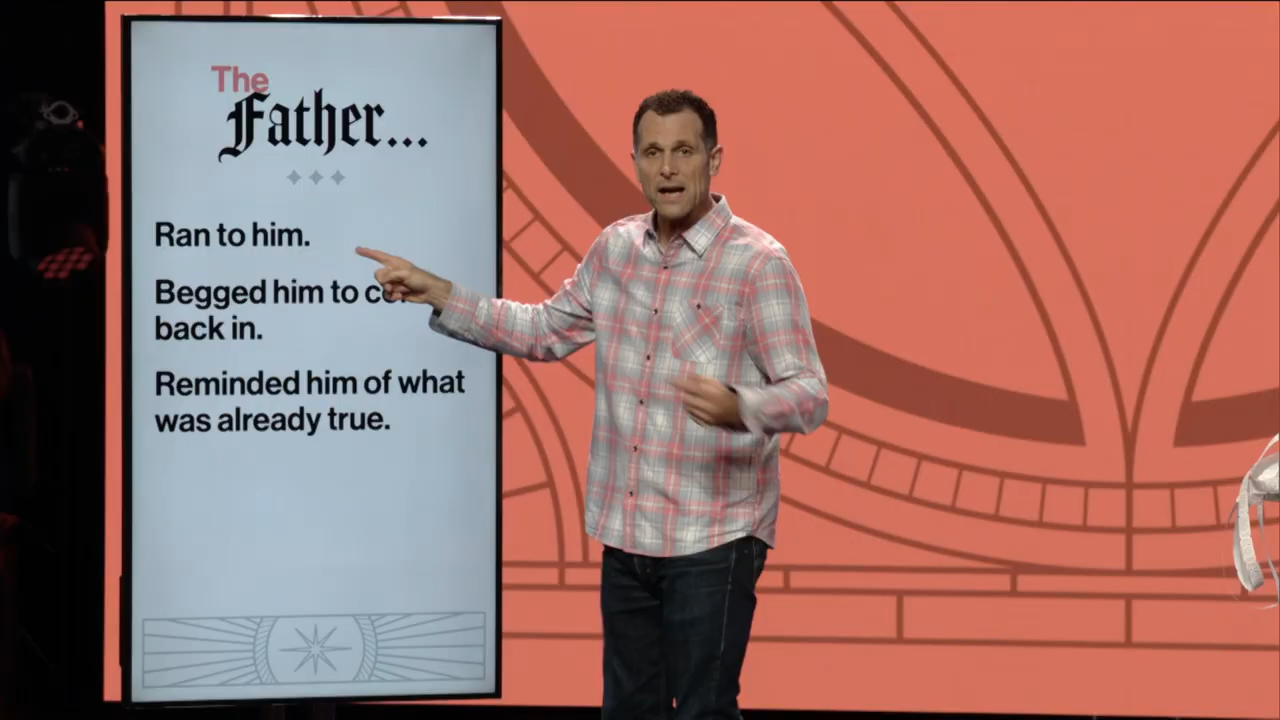 The
Father...
Ran to him.
Begged him to
back in.
Reminded him of what
was already true.